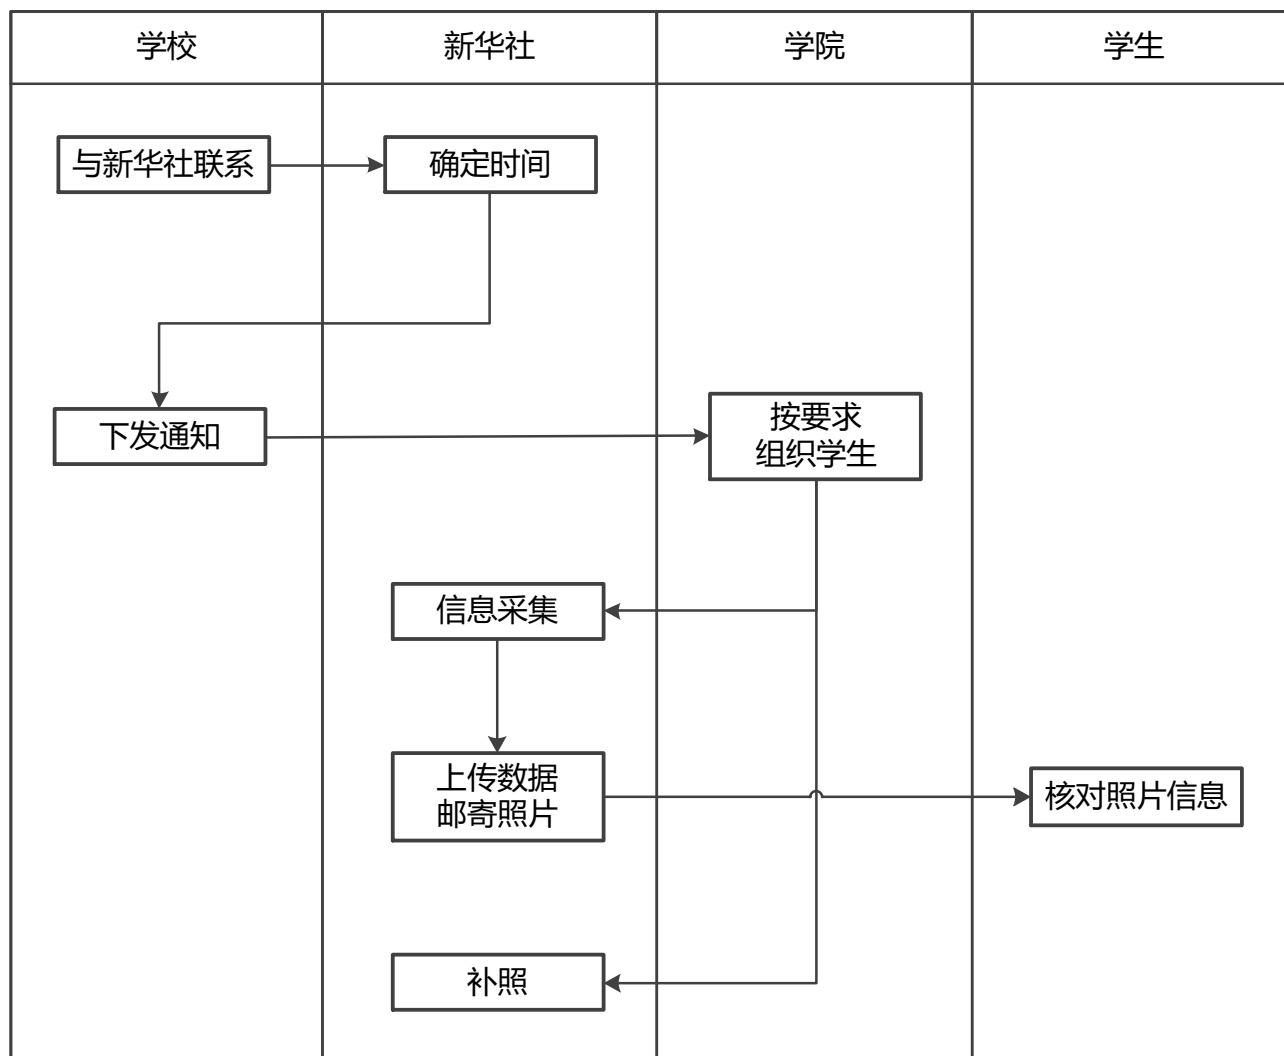 学校
新华社
学院
学生
与新华社联系
确定时间
下发通知
按要求
组织学生
信息采集
上传数据
邮寄照片
核对照片信息
补照